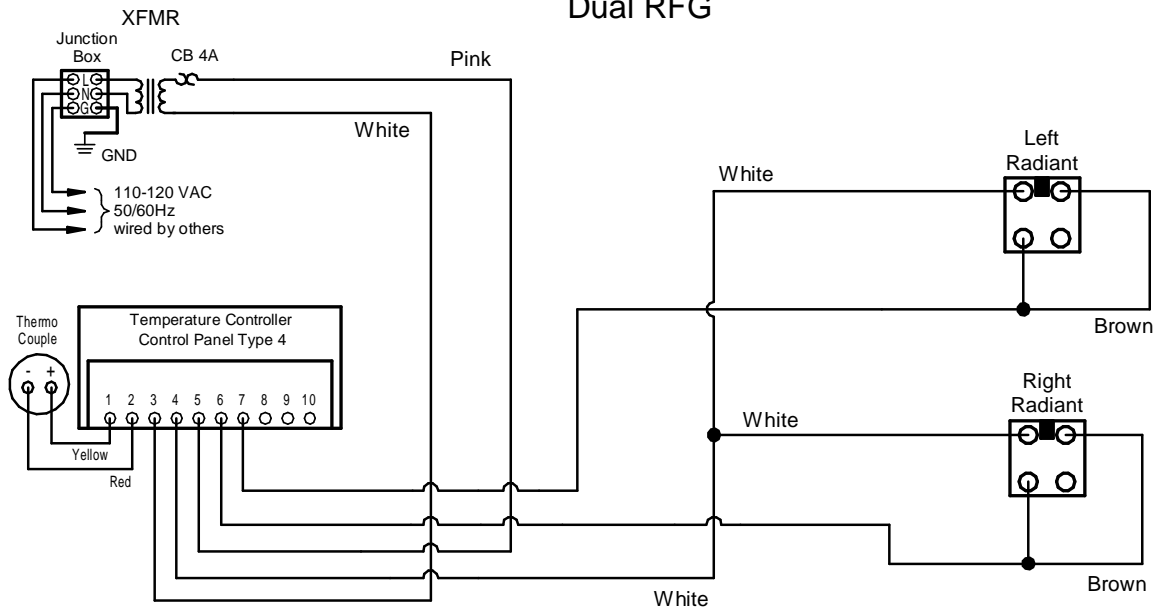 Dual RFG
XFMR
Junction
Box
CB 4A
Pink
L
N
G
White
GND
110-120 VAC
50/60Hz
wired by others
Left
Radiant
White
Brown
Thermo
Couple
- +
Temperature Controller
Control Panel Type 4
1 2 3 4 5 6 7 8 9 10
Yellow
Red
Right
Radiant
White
White
Brown